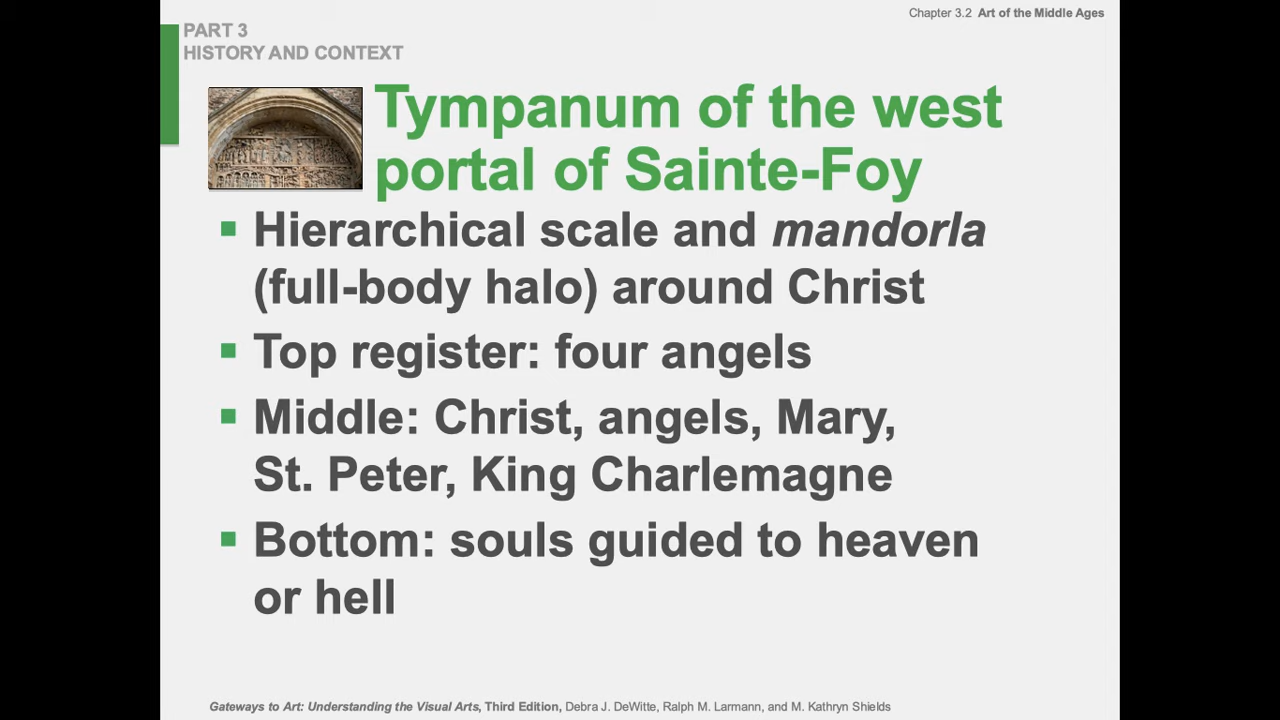 Chapter 3.2 Art of the Middle Ages
PART 3
HISTORY AND CONTEXT
Tympanum of the west
portal of Sainte-Foy
Hierarchical scale and mandorla
(full-body halo) around Christ
Top register: four angels
Middle: Christ, angels, Mary,
St. Peter, King Charlemagne
Bottom: souls guided to heaven
or hell
Gateways to Art: Understanding the Visual Arts, Third Edition, Debra J. DeWitte, Ralph M. Larmann, and M. Kathryn Shields